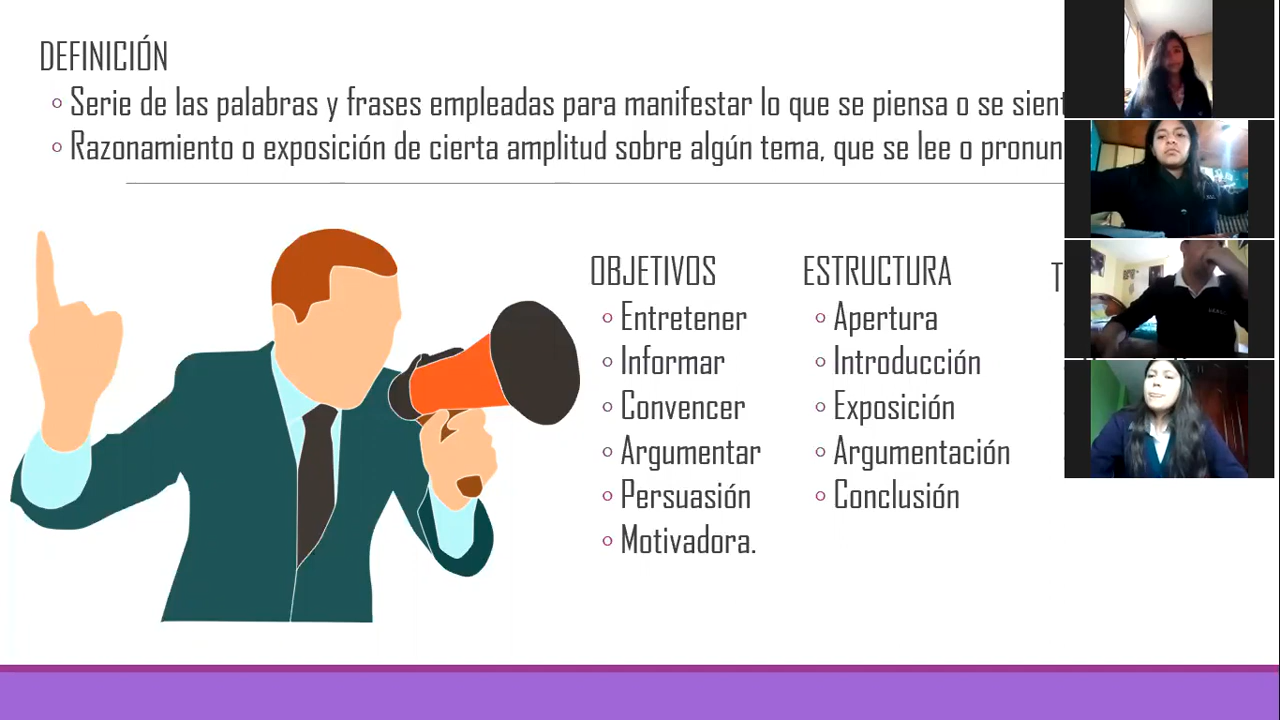 DEFINICIÓN
◦ Serie de las palabras y frases empleadas para manifestar lo que se piensa o se
◦ Razonamiento o exposición de cierta amplitud sobre algún tema, que se lee o
OBJETIVOS
◦ Entretener
◦ Informar
◦ Convencer
◦ Argumentar
◦ Persuasión
◦ Motivadora.
ESTRUCTURA
◦ Apertura
◦ Introducción
◦ Exposición
◦ Argumentación
◦ Conclusión